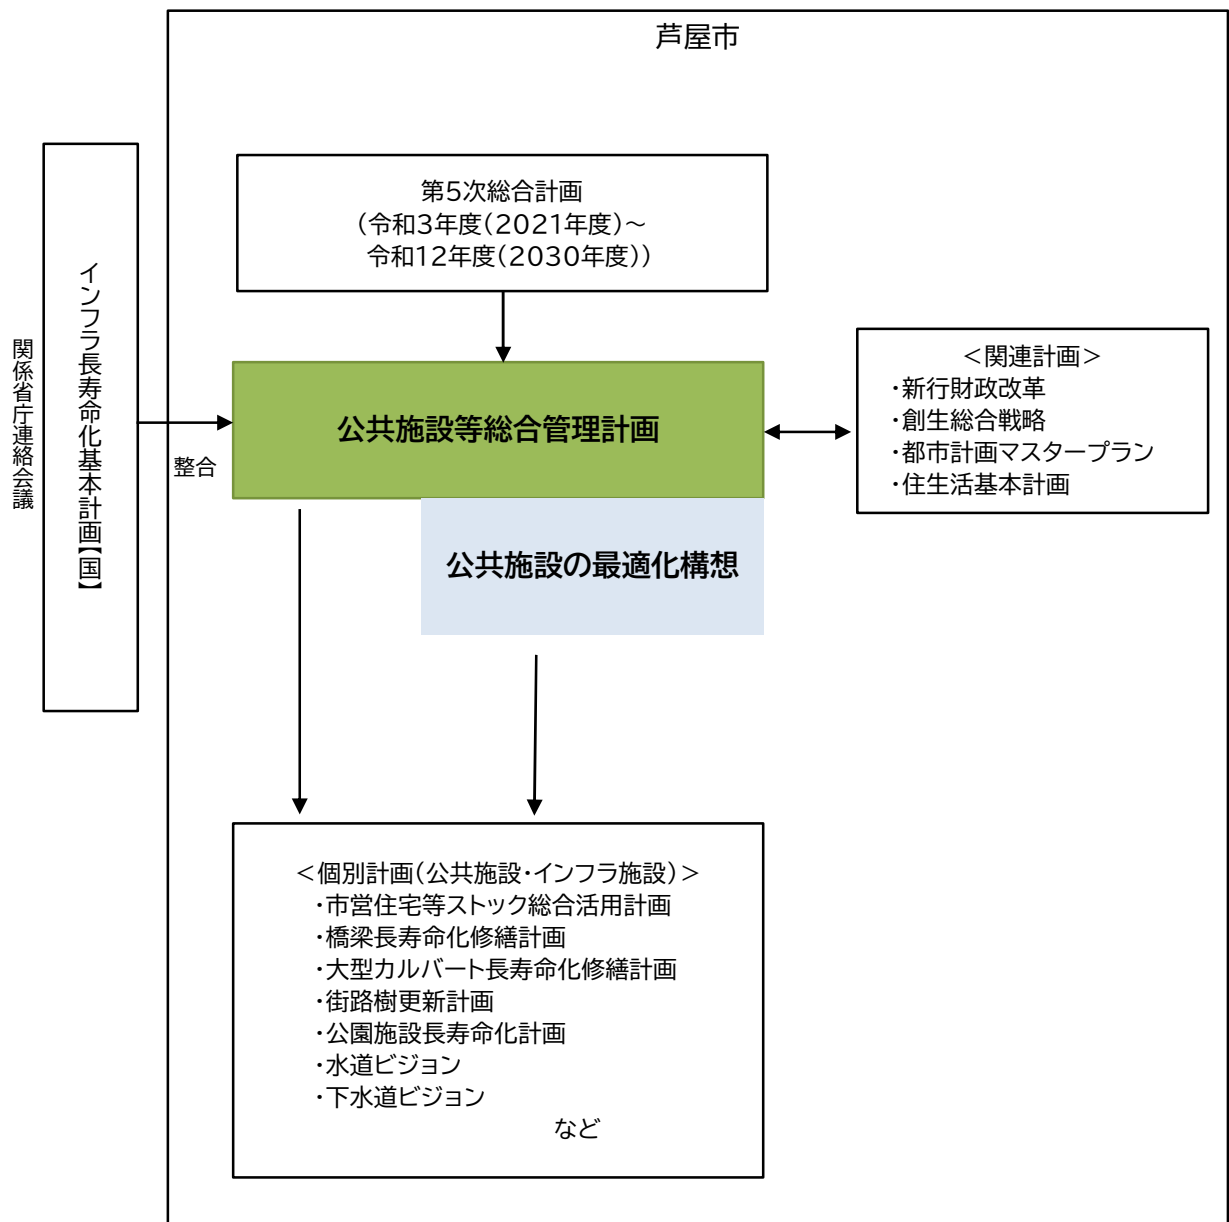 芦屋市
関係省庁連絡会議
インフラ長寿命化基本計画【国】
整合
第5次総合計画
(令和3年度(2021年度)～
令和12年度(2030年度))
公共施設等総合管理計画
公共施設の最適化構想
＜関連計画＞
・新行財政改革
・創生総合戦略
・都市計画マスタープラン
・住生活基本計画
＜個別計画(公共施設・インフラ施設)＞
・市営住宅等ストック総合活用計画
・橋梁長寿命化修繕計画
・大型カルバート長寿命化修繕計画
・街路樹更新計画
・公園施設長寿命化計画
・水道ビジョン
・下水道ビジョン
など